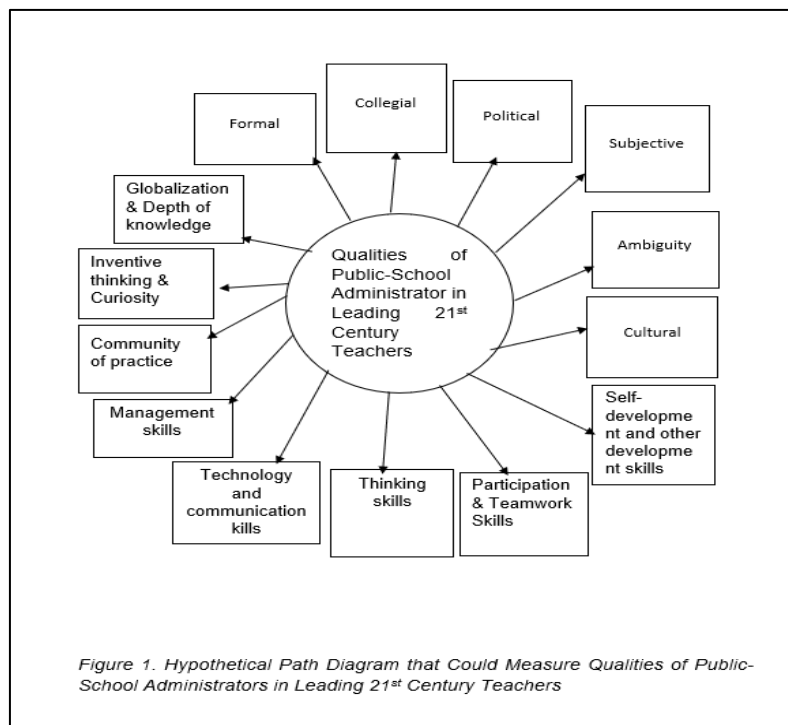 Formal
Collegial
Political
Subjective
Globalization
& Depth of
knowledge
Inventive
thinking &
Curiosity
Community
of practice
Management
skills
Technology
and
communication
kills
Thinking
skills
Participation
& Teamwork
Skills
Self-
developme
nt and other
developme
nt skills
Cultural
Ambiguity
Qualities of
Public-School
Administrator in
Leading 21st
Century
Teachers
Figure 1. Hypothetical Path Diagram that Could Measure Qualities of Public-
School Administrators in Leading 21st Century Teachers